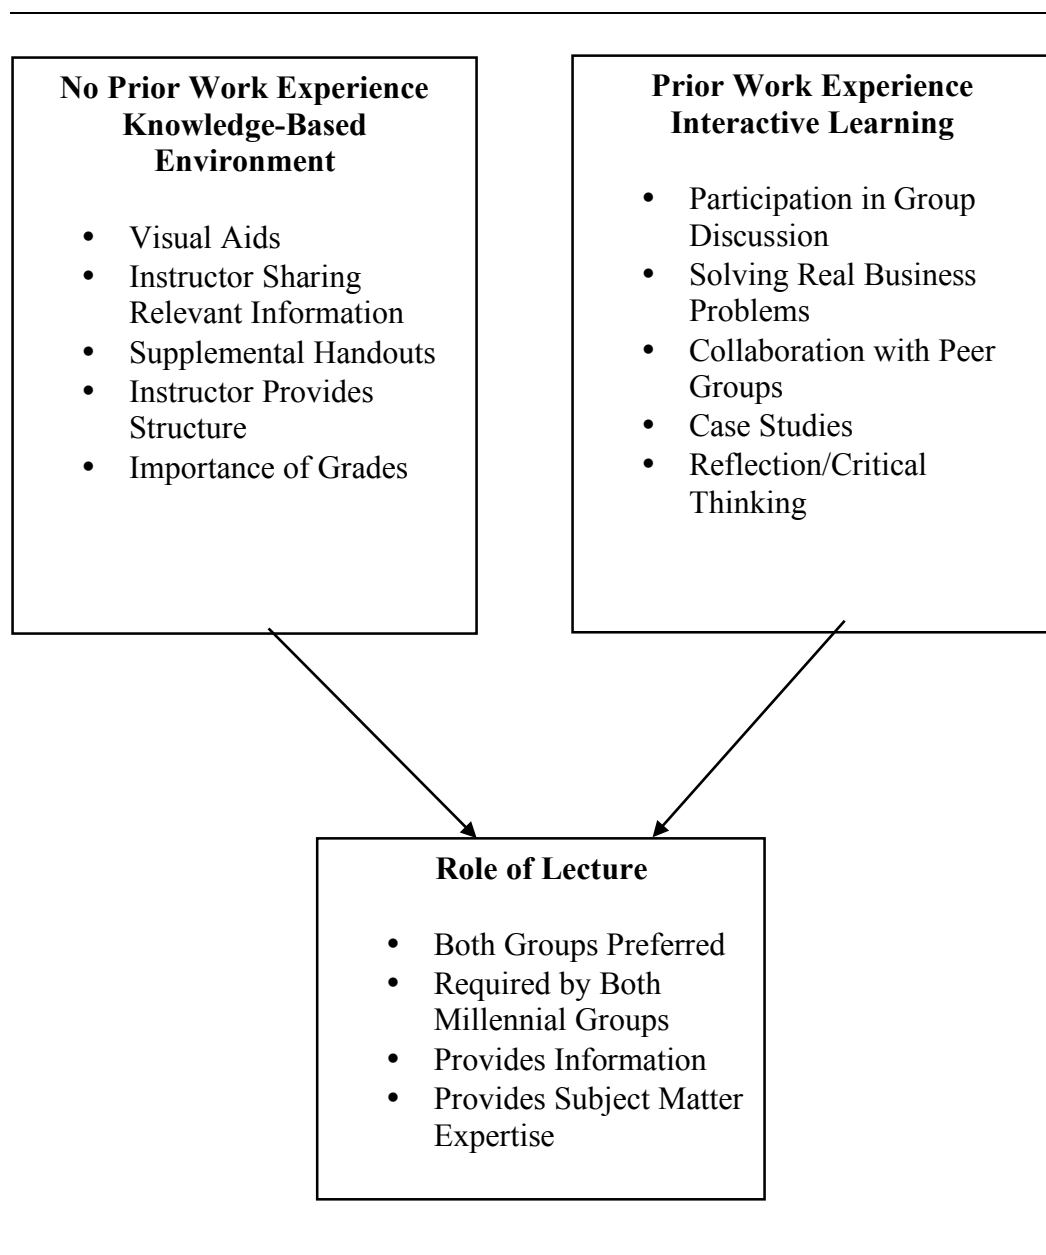 No Prior Work Experience
Knowledge-Based
Environment
• Visual Aids
• Instructor Sharing
Relevant Information
• Supplemental Handouts
• Instructor Provides
Structure
• Importance of Grades
Prior Work Experience
Interactive Learning
• Participation in Group
Discussion
• Solving Real Business
Problems
• Collaboration with Peer
Groups
• Case Studies
• Reflection/Critical
Thinking
Role of Lecture
• Both Groups Preferred
• Required by Both
Millennial Groups
• Provides Information
• Provides Subject Matter
Expertise